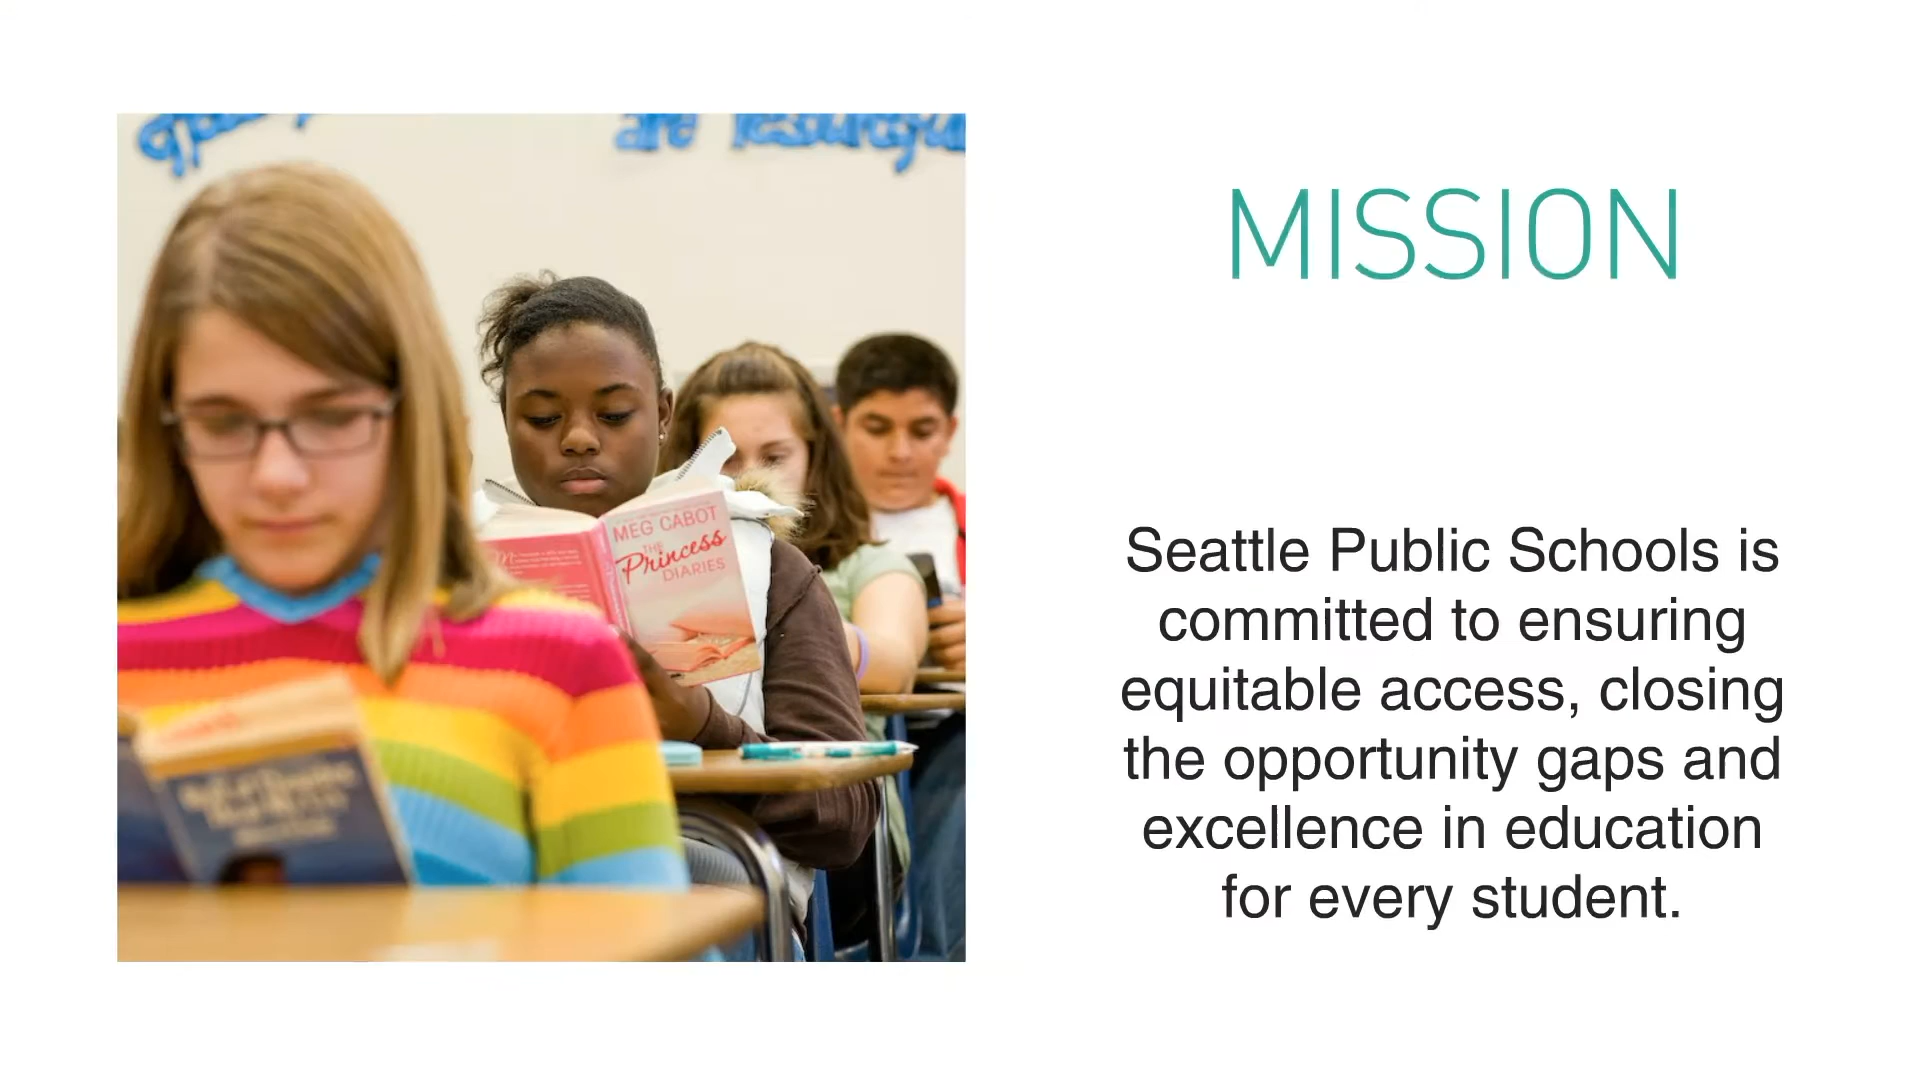 are resourceful
MEG CABOT
THE
Princess
DIARIES
MISSION
Seattle Public Schools is
committed to ensuring
equitable access, closing
the opportunity gaps and
excellence in education
for every student.